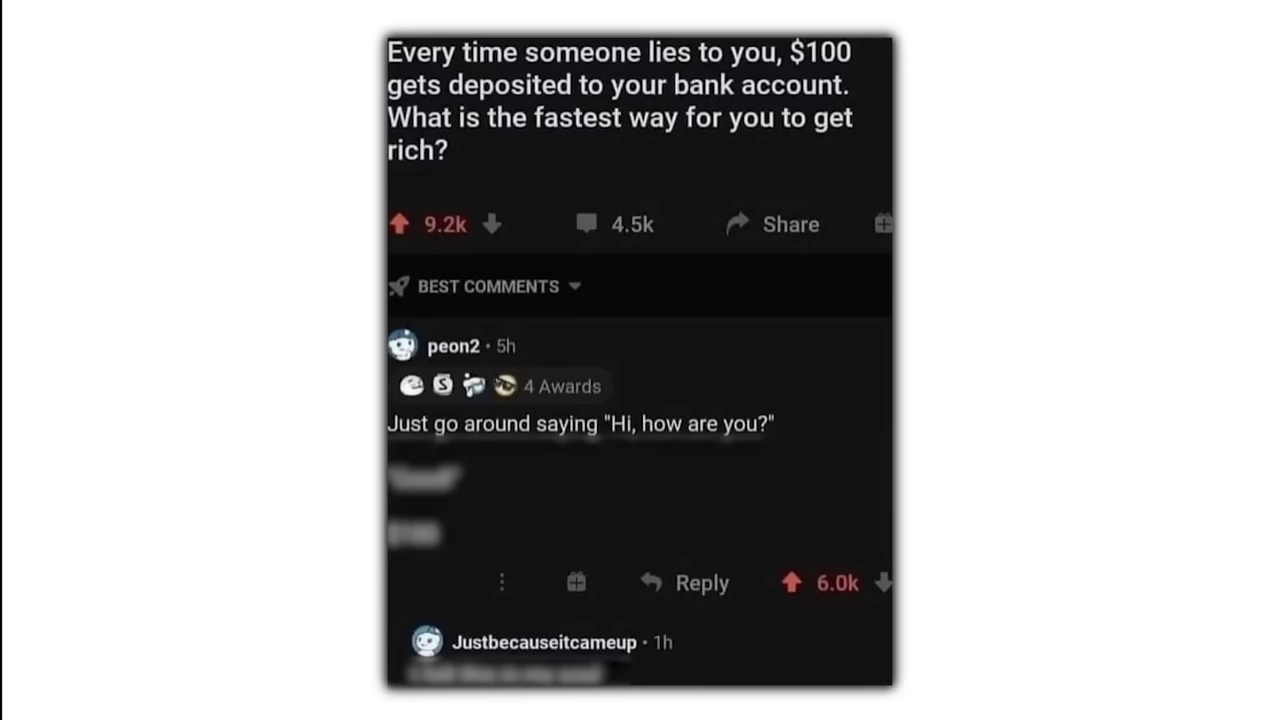 Every time someone lies to you, $100
gets deposited to your bank account.
What is the fastest way for you to get
rich?
9.2k 4.5k Share
BEST COMMENTS
peon2 · 5h
4 Awards
Just go around saying "Hi, how are you?"
Reply 6.0k
Justbecauseitcameup · 1h